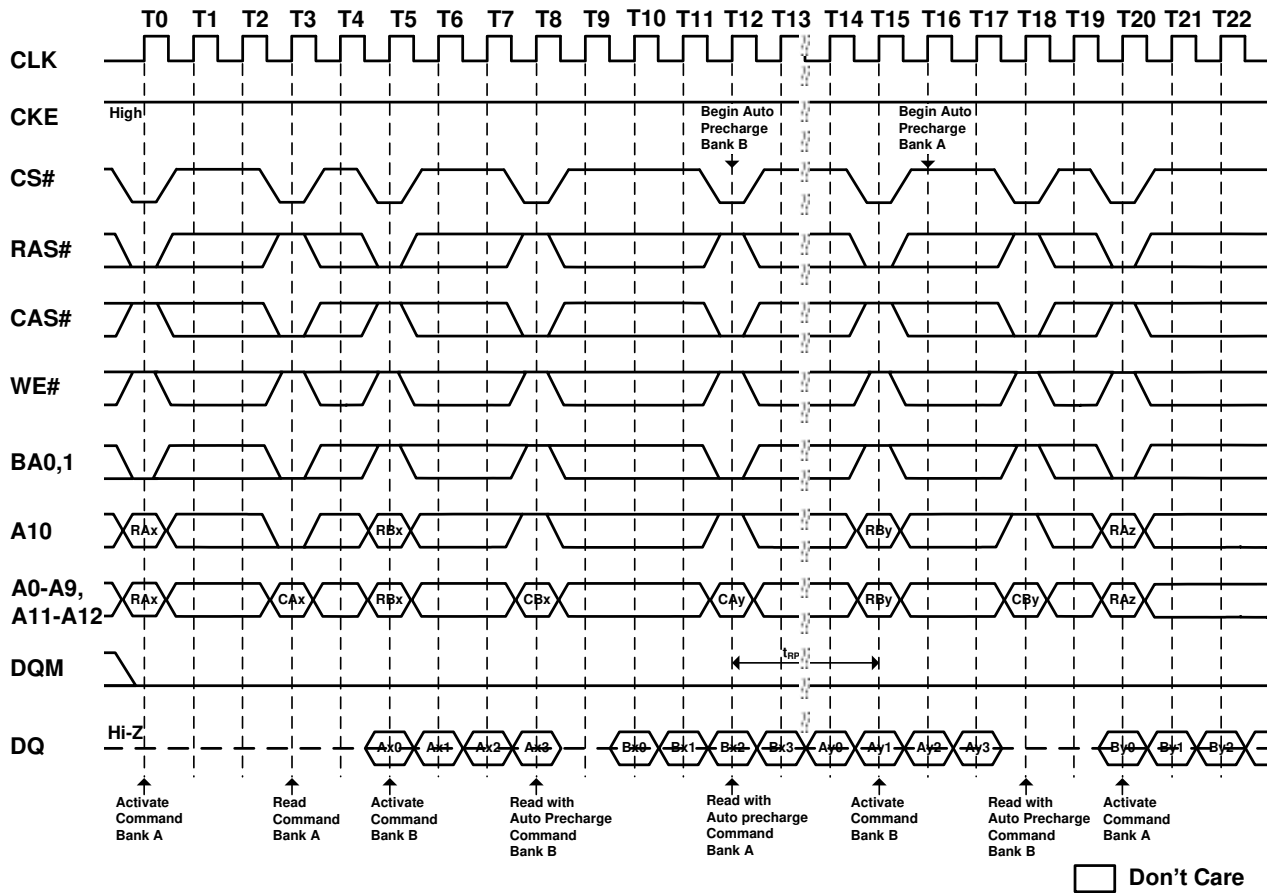 T0 T1 T2 T3 T4 T5 T6 T7 T8 T9 T10 T11 T12 T13 T14 T15 T16 T17 T18 T19 T20 T21 T22
CLK
CKE
High
Begin Auto
Precharge
Bank B
Begin Auto
Precharge
Bank A
CS#
RAS#
CAS#
WE#
BA0,1
A10
RAx RBx RBy RAz
A0-A9,
A11-A12
RAx CAx RBx CBx CAy RBy CBy RAz
DQM
tRP
DQ
Hi-Z
Ax0 Ax1 Ax2 Ax3 Bx0 Bx1 Bx2 Bx3 Ay0 Ay1 Ay2 Ay3 By0 By1 By2
Activate
Command
Bank A
Read
Command
Bank A
Activate
Command
Bank B
Read with
Auto Precharge
Command
Bank B
Read with
Auto precharge
Command
Bank A
Activate
Command
Bank B
Read with
Auto Precharge
Command
Bank B
Activate
Command
Bank A
Don't Care